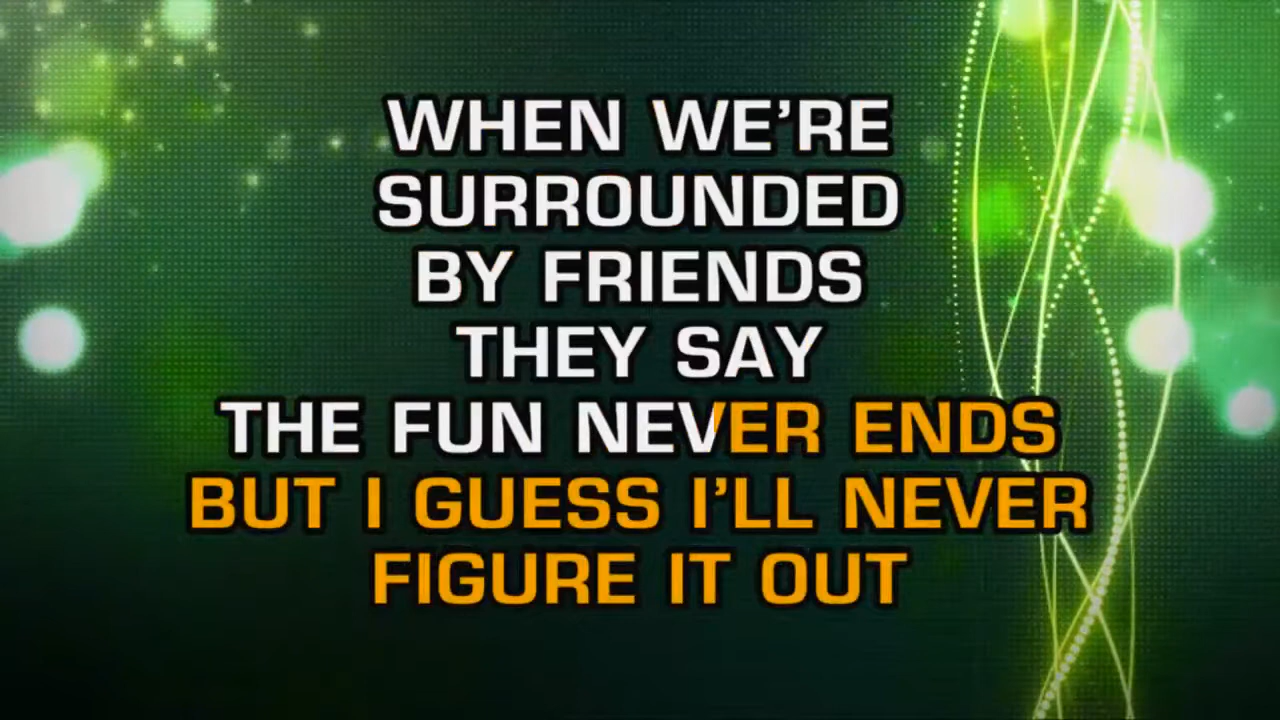 WHEN WE'RE
SURROUNDED
BY FRIENDS
THEY SAY
THE FUN NEVER ENDS
BUT I GUESS I'LL NEVER
FIGURE IT OUT